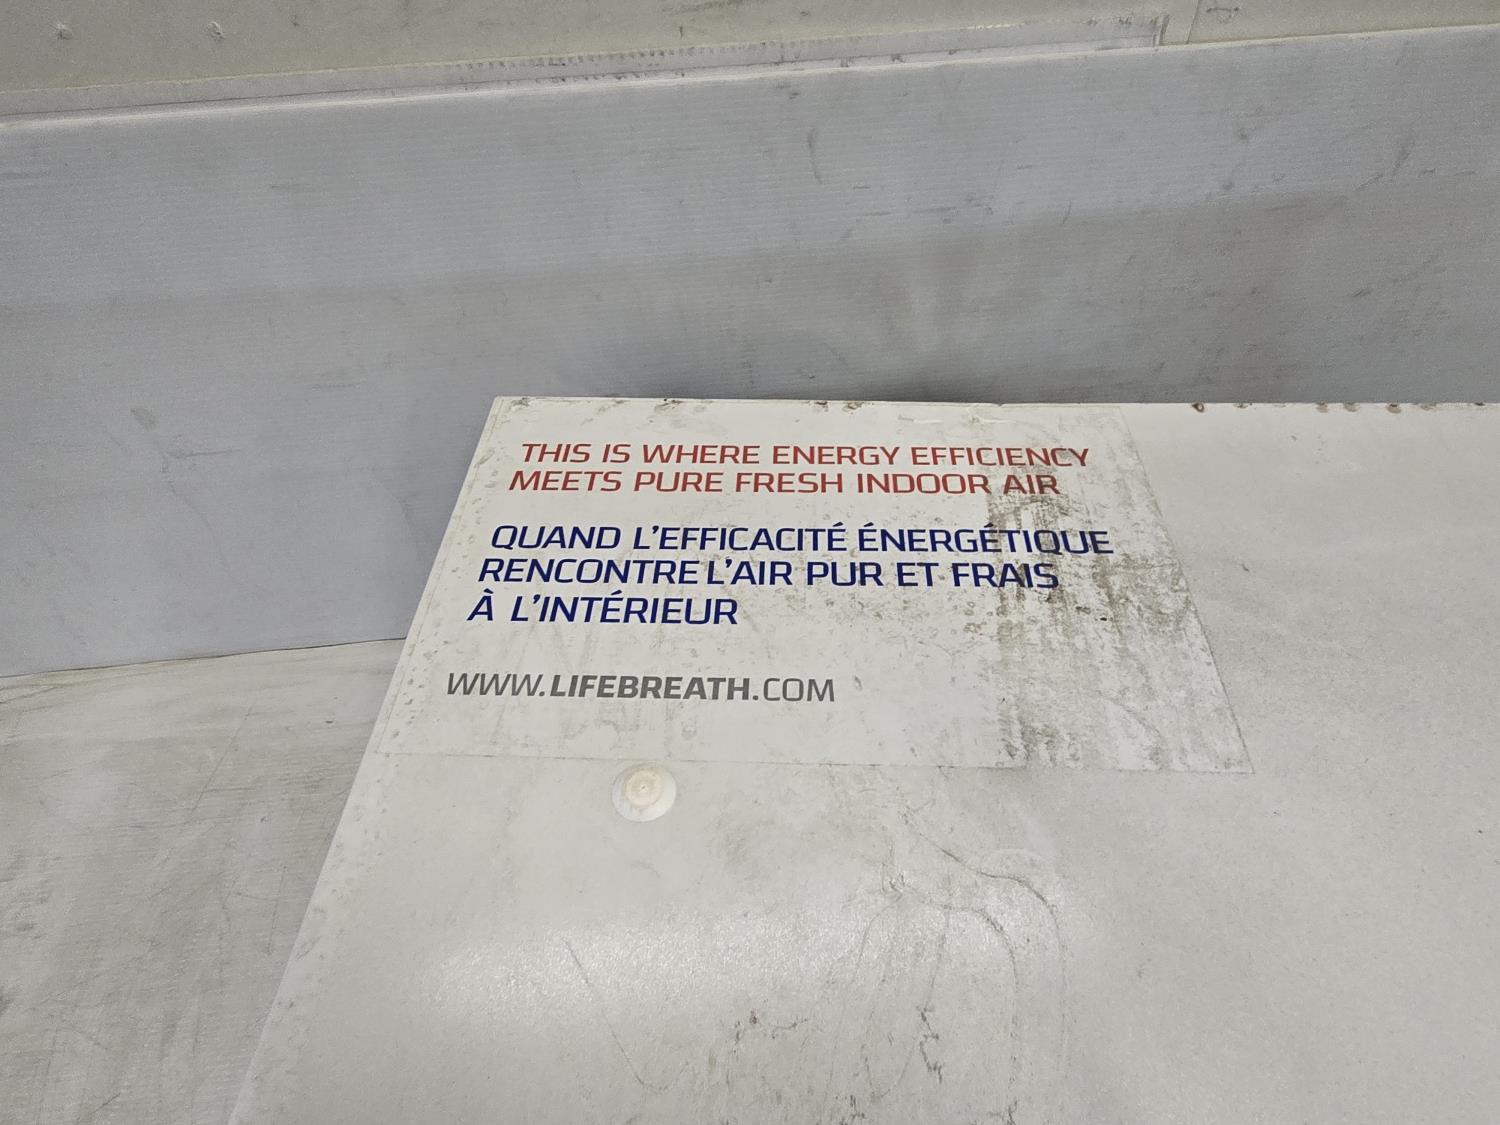 THIS IS WHERE ENERGY EFFICIENCY
MEETS PURE FRESH INDOOR AIR
QUAND L'EFFICACITÉ ÉNERGÉTIQUE
RENCONTRE L'AIR PUR ET FRAIS
À L'INTÉRIEUR
WWW.LIFEBREATH.COM